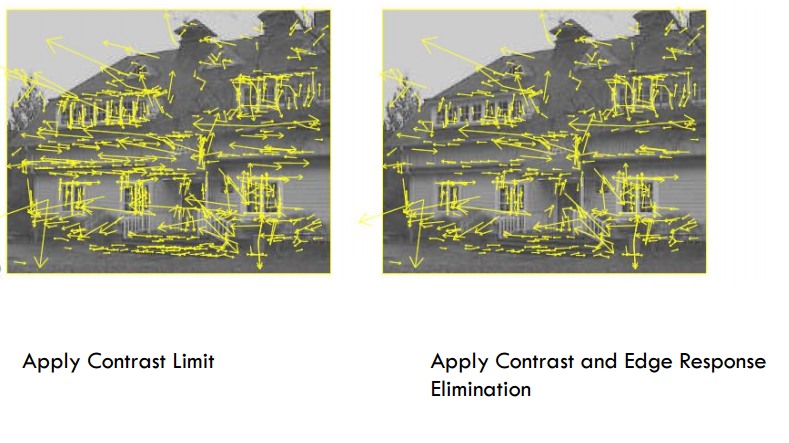 Apply Contrast Limit
Apply Contrast and Edge Response
Elimination